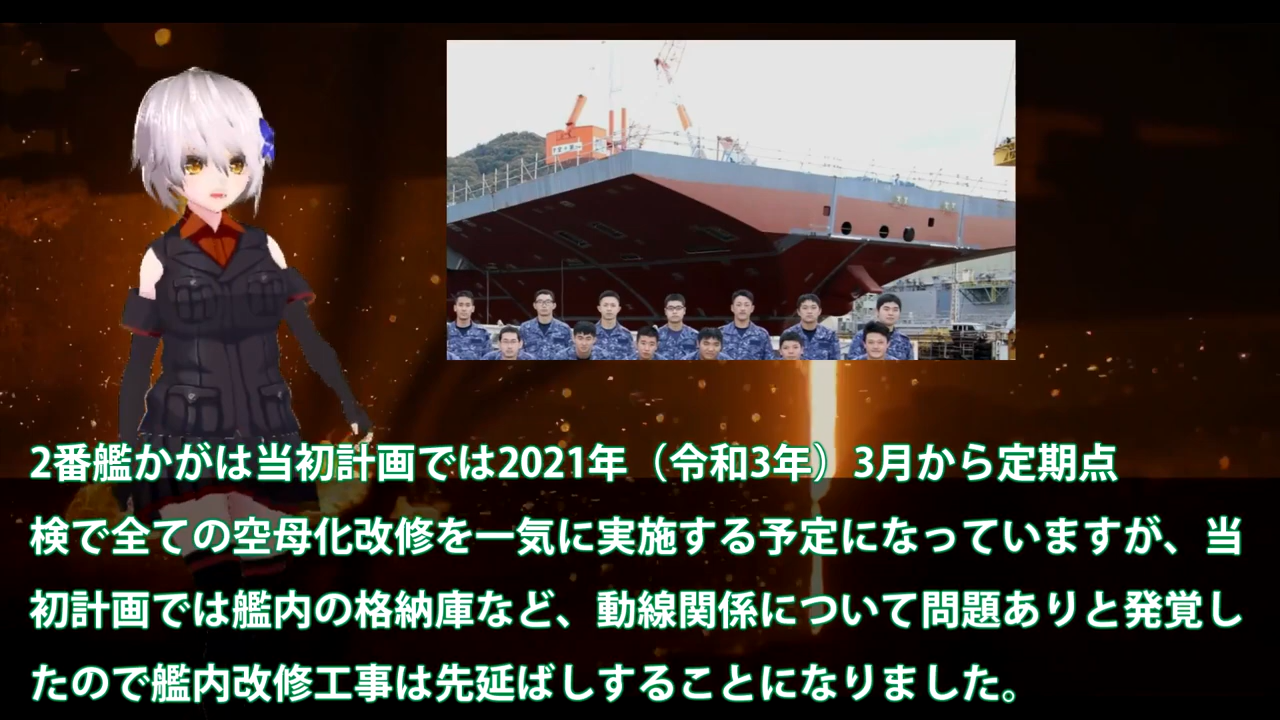 2番艦かがは当初計画では2021年（令和3年）3月から定期点
検で全ての空母化改修を一気に実施する予定になっていますが、当
初計画では艦内の格納庫など、動線関係について問題ありと発覚し
たので艦内改修工事は先延ばしすることになりました。